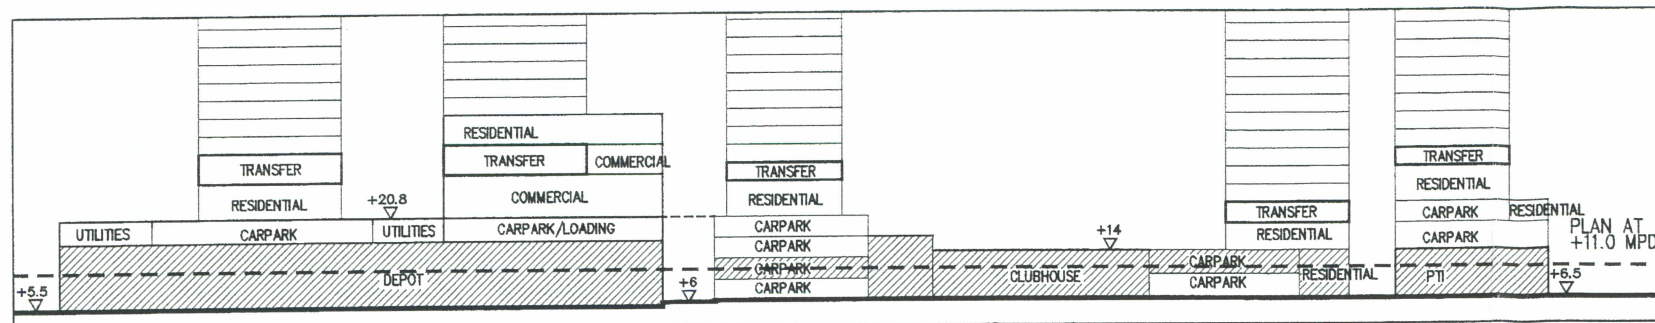 RESIDENTIAL
TRANSFER
COMMERCIAL
TRANSFER
TRANSFER
TRANSFER
RESIDENTIAL
COMMERCIAL
RESIDENTIAL
RESIDENTIAL
+20.8
TRANSFER
CARPARK
RESIDENTIAL
UTILITIES
CARPARK
UTILITIES
CARPARK/LOADING
CARPARK
+14
RESIDENTIAL
CARPARK
PLAN AT
+11.0 MPD
CARPARK
CARPARK
CARPARK
RESIDENTIAL
PTI
+6.5
DEPOT
CLUBHOUSE
CARPARK
+5.5
+6
CARPARK